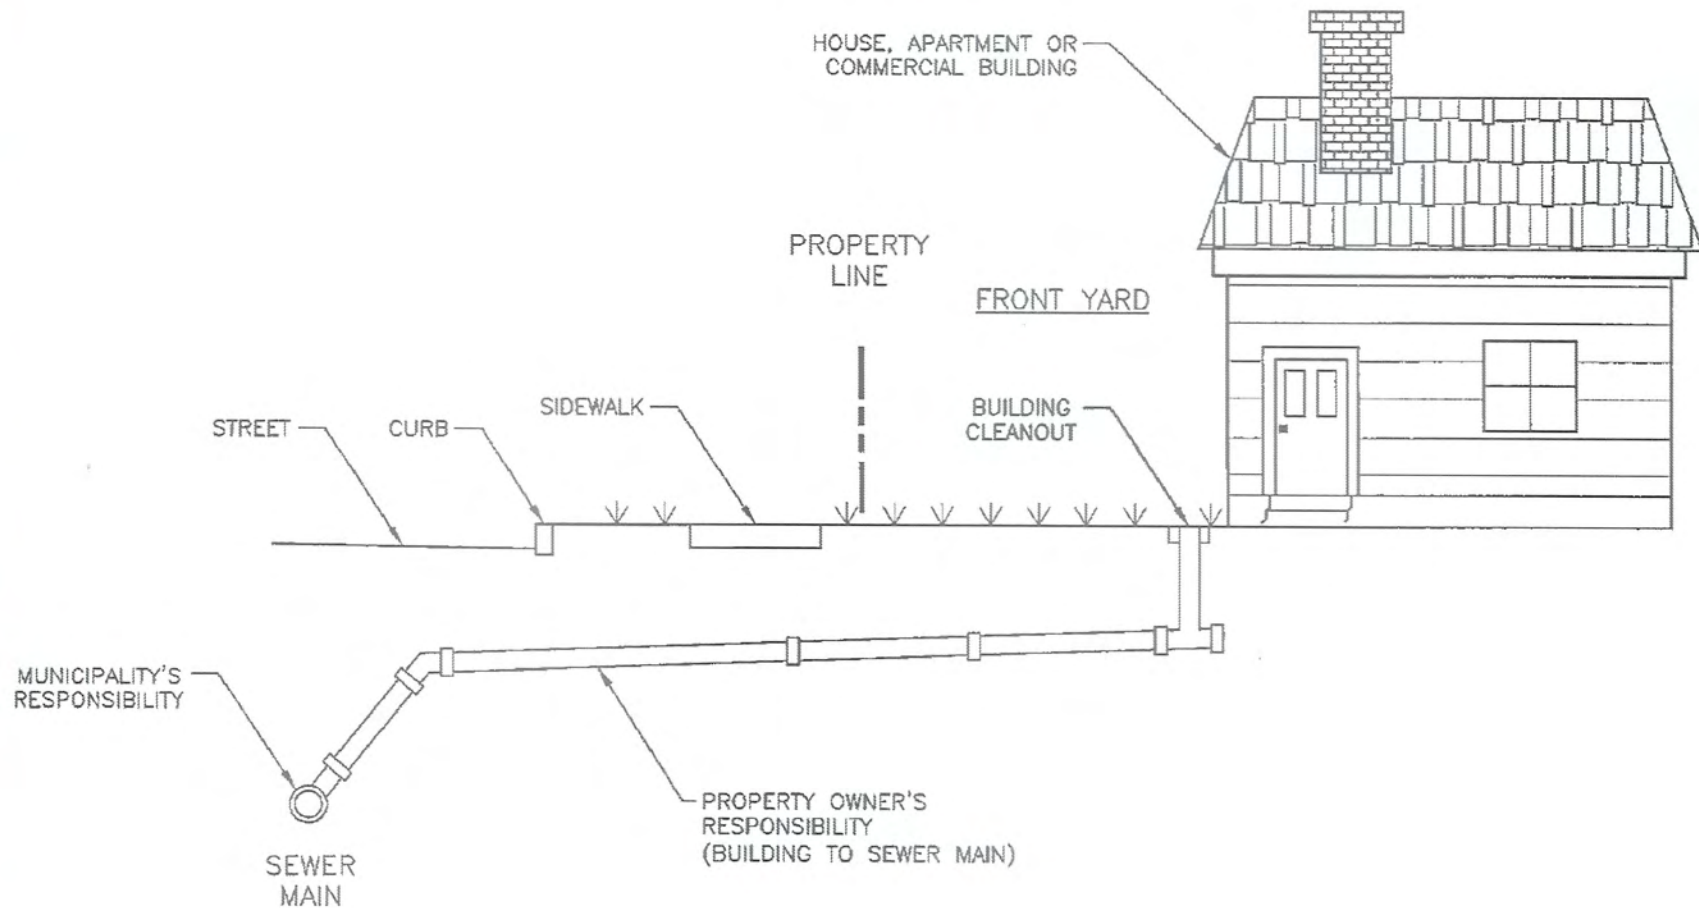 HOUSE, APARTMENT OR
COMMERCIAL BUILDING
PROPERTY
LINE
FRONT YARD
STREET
CURB
SIDEWALK
BUILDING
CLEANOUT
MUNICIPALITY'S
RESPONSIBILITY
PROPERTY OWNER'S
RESPONSIBILITY
(BUILDING TO SEWER MAIN)
SEWER
MAIN